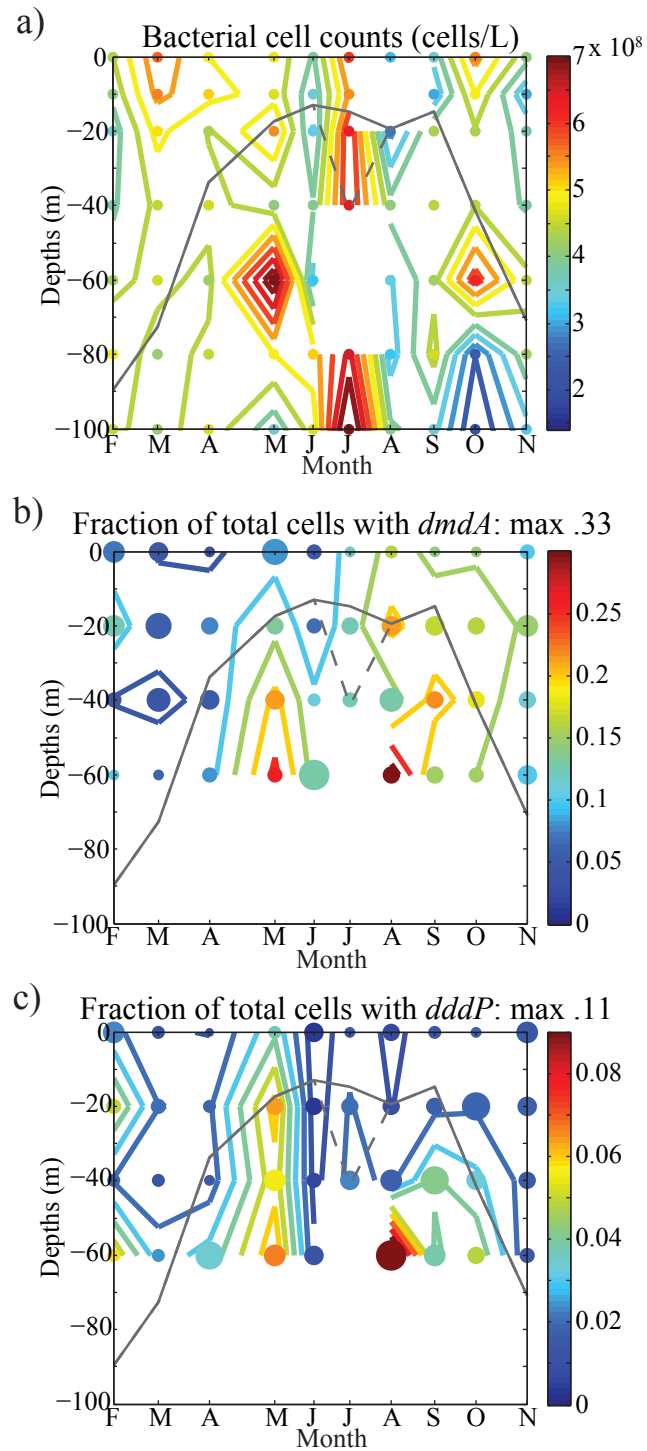 a)
Bacterial cell counts (cells/L)
7 x 10⁸
6
5
4
3
2
0
−20
−40
−60
−80
−100
Depths (m)
F M A M J J A S O N
Month
b)
Fraction of total cells with dmdA: max .33
0.25
0.2
0.15
0.1
0.05
0
0
−20
−40
−60
−80
−100
Depths (m)
F M A M J J A S O N
Month
c)
Fraction of total cells with dddP: max .11
0.08
0.06
0.04
0.02
0
0
−20
−40
−60
−80
−100
Depths (m)
F M A M J J A S O N
Month